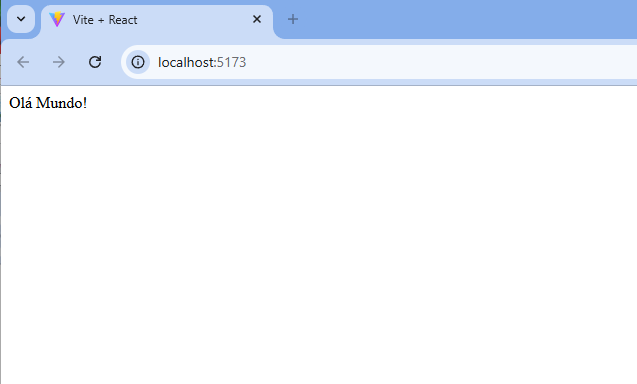 Vite + React
localhost:5173
Olá Mundo!